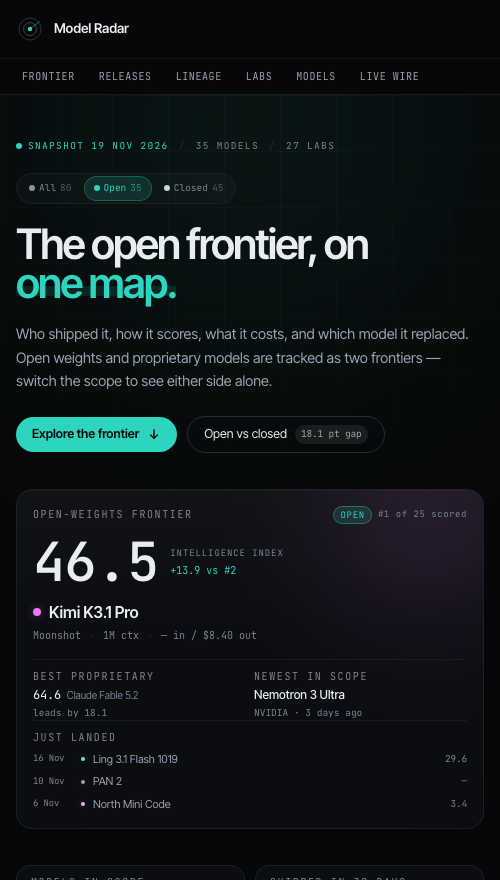 Model Radar
FRONTIER RELEASES LINEAGE LABS MODELS LIVE WIRE
SNAPSHOT 19 NOV 2026 / 35 MODELS / 27 LABS
All 80 Open 35 Closed 45
The open frontier, on
one map.
Who shipped it, how it scores, what it costs, and which model it replaced.
Open weights and proprietary models are tracked as two frontiers —
switch the scope to see either side alone.
Explore the frontier ↓ Open vs closed 18.1 pt gap
OPEN-WEIGHTS FRONTIER OPEN #1 of 25 scored
46.5 INTELLIGENCE INDEX
+13.9 vs #2
Kimi K3.1 Pro
Moonshot · 1M ctx · — in / $8.40 out
BEST PROPRIETARY NEWEST IN SCOPE
64.6 Claude Fable 5.2 Nemotron 3 Ultra
leads by 18.1 NVIDIA · 3 days ago
JUST LANDED
16 Nov Ling 3.1 Flash 1019 29.6
10 Nov PAN 2 —
6 Nov North Mini Code 3.4